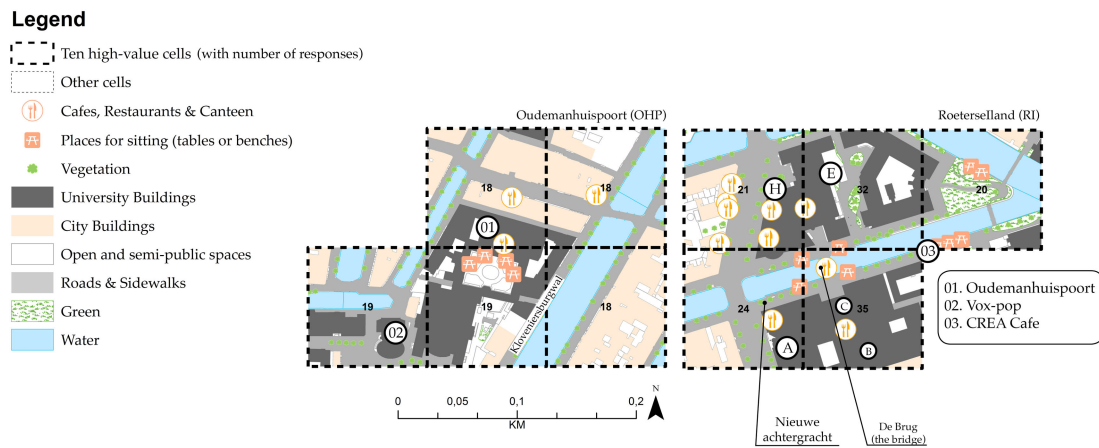 Legend
Ten high-value cells (with number of responses)
Other cells
Cafes, Restaurants & Canteen
Places for sitting (tables or benches)
Vegetation
University Buildings
City Buildings
Open and semi-public spaces
Roads & Sidewalks
Green
Water
Oudemanhuispoort (OHP)
18
18
01
19
02
19
18
Kloveniersburgwal
RoeterseIland (RI)
21
H
E
32
20
03
24
C
35
A
B
01. Oudemanhuispoort
02. Vox-pop
03. CREA Cafe
0
0,05
0,1
0,2
KM
N
Nieuwe
achtergracht
De Brug
(the bridge)